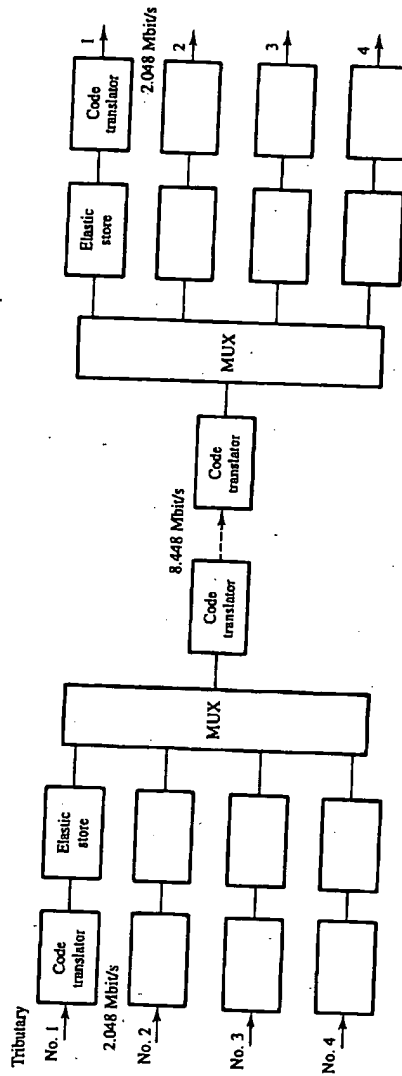 Tributary
No. 1
Code
translator
Elastic
store
2.048 Mbit/s
No. 2
No. 3
No. 4
MUX
Code
translator
8.448 Mbit/s
Code
translator
MUX
Elastic
store
Code
translator
1
2.048 Mbit/s
2
3
4